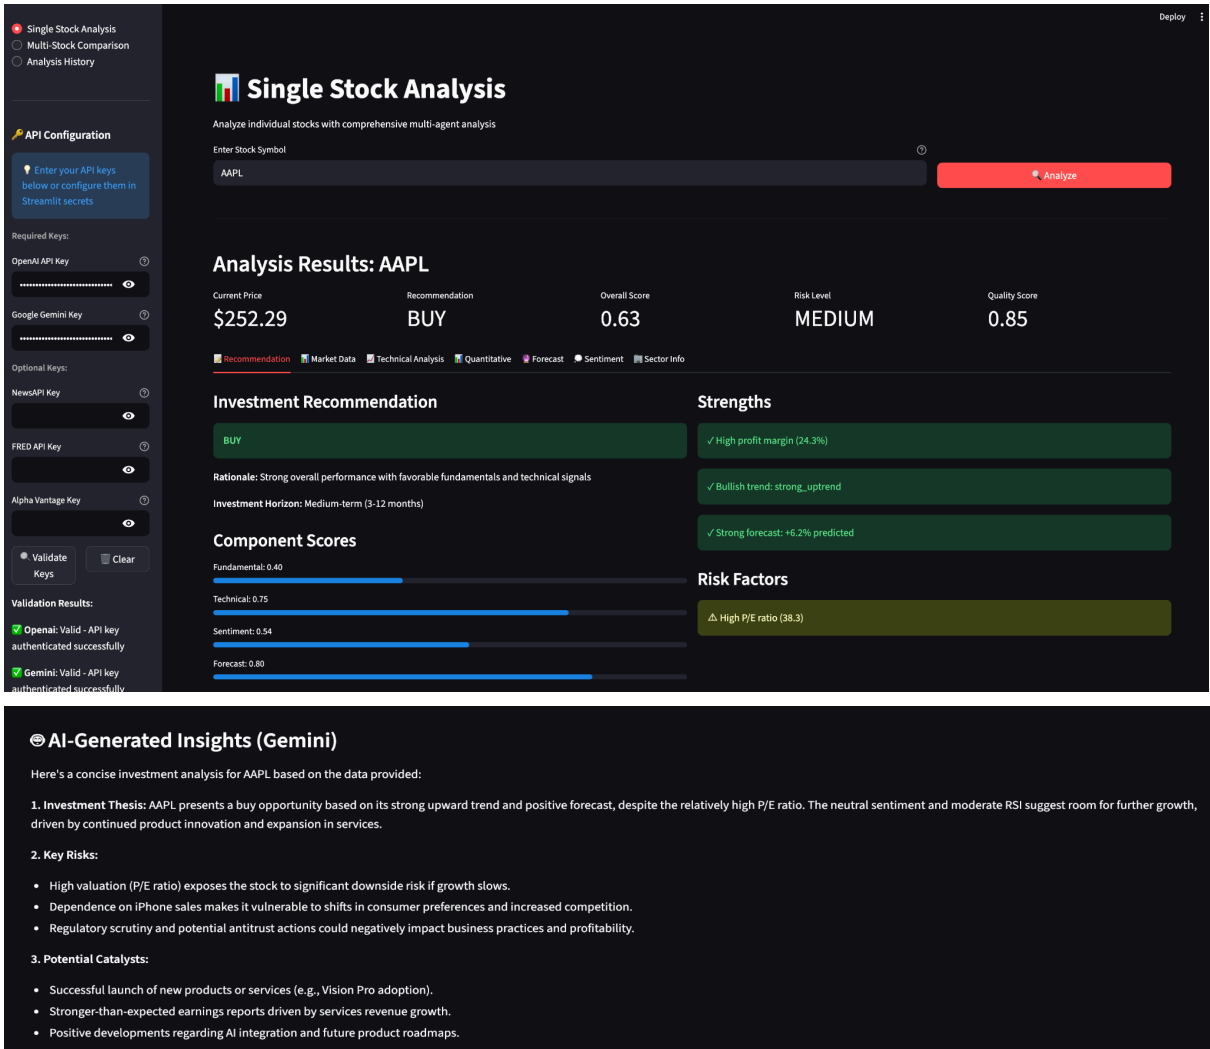 Single Stock Analysis
Multi-Stock Comparison
Analysis History
API Configuration
Enter your API keys
below or configure them in
Streamlit secrets
Required Keys:
OpenAI API Key
Google Gemini Key
Optional Keys:
NewsAPI Key
FRED API Key
Alpha Vantage Key
Validate
Keys
Clear
Validation Results:
✅ Openai: Valid - API key
authenticated successfully
✅ Gemini: Valid - API key
authenticated successfully
Deploy
Single Stock Analysis
Analyze individual stocks with comprehensive multi-agent analysis
Enter Stock Symbol
AAPL
Analyze
Analysis Results: AAPL
Current Price
$252.29
Recommendation
BUY
Overall Score
0.63
Risk Level
MEDIUM
Quality Score
0.85
Recommendation
Market Data
Technical Analysis
Quantitative
Forecast
Sentiment
Sector Info
Investment Recommendation
BUY
Rationale: Strong overall performance with favorable fundamentals and technical signals
Investment Horizon: Medium-term (3-12 months)
Component Scores
Fundamental: 0.40
Technical: 0.75
Sentiment: 0.54
Forecast: 0.80
Strengths
✓ High profit margin (24.3%)
✓ Bullish trend: strong_uptrend
✓ Strong forecast: +6.2% predicted
Risk Factors
⚠ High P/E ratio (38.3)
AI-Generated Insights (Gemini)
Here's a concise investment analysis for AAPL based on the data provided:
1. Investment Thesis: AAPL presents a buy opportunity based on its strong upward trend and positive forecast, despite the relatively high P/E ratio. The neutral sentiment and moderate RSI suggest room for further growth,
driven by continued product innovation and expansion in services.
2. Key Risks:
• High valuation (P/E ratio) exposes the stock to significant downside risk if growth slows.
• Dependence on iPhone sales makes it vulnerable to shifts in consumer preferences and increased competition.
• Regulatory scrutiny and potential antitrust actions could negatively impact business practices and profitability.
3. Potential Catalysts:
• Successful launch of new products or services (e.g., Vision Pro adoption).
• Stronger-than-expected earnings reports driven by services revenue growth.
• Positive developments regarding AI integration and future product roadmaps.